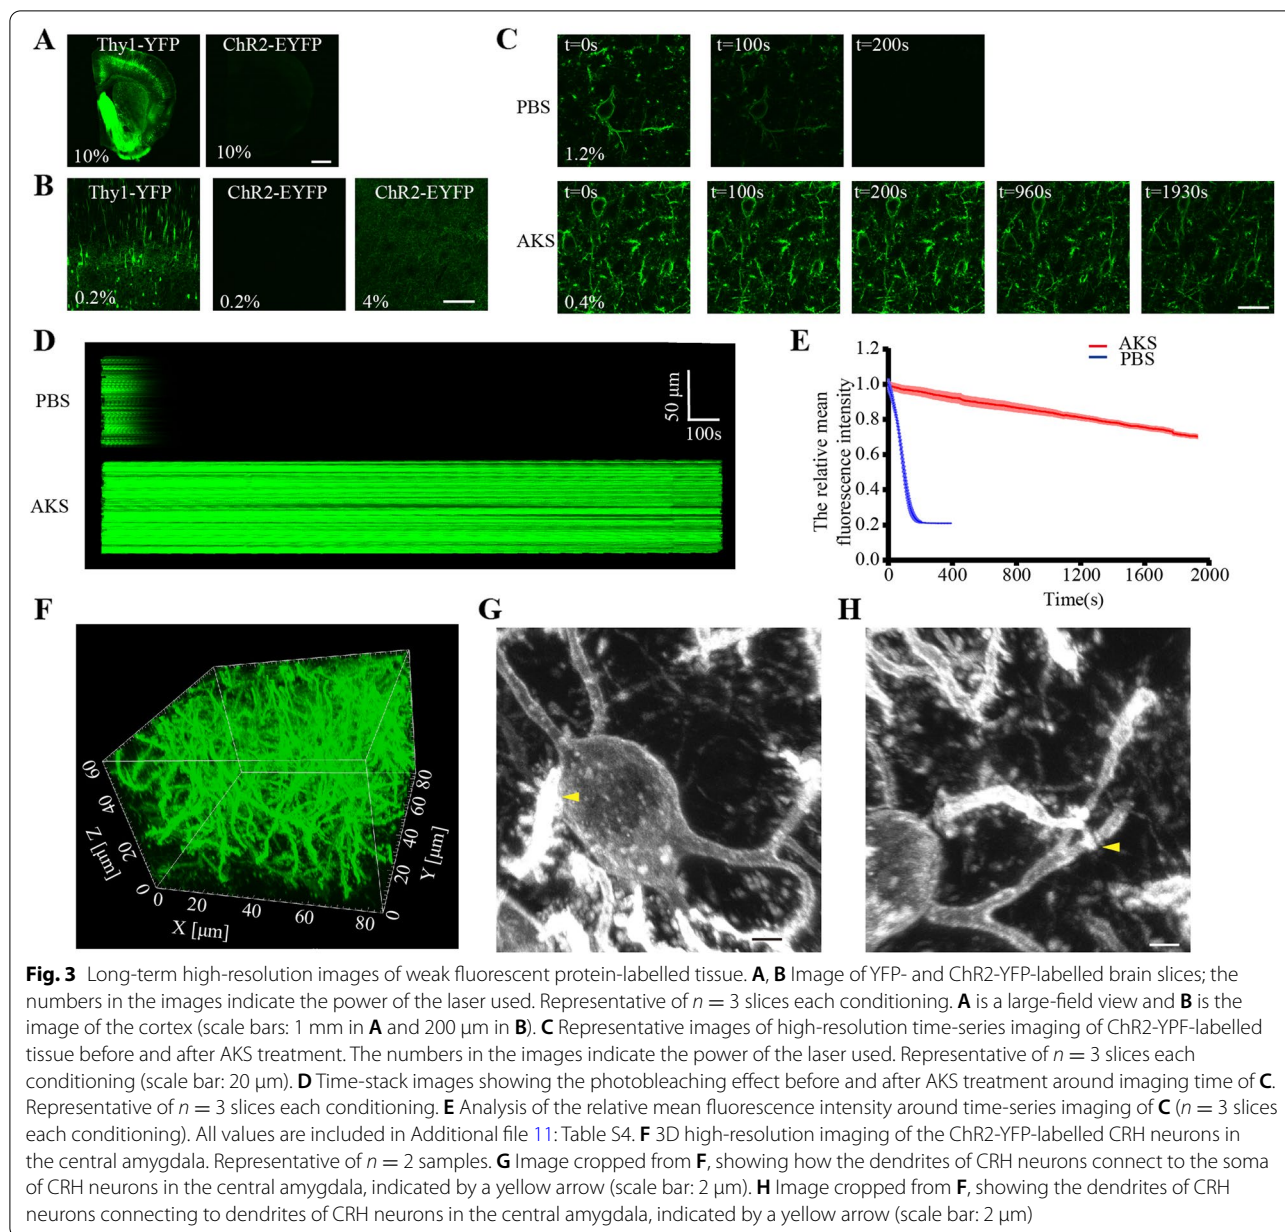 A
Thy1-YFP
ChR2-EYFP
10%
10%
B
Thy1-YFP
ChR2-EYFP
ChR2-EYFP
0.2%
0.2%
4%
C
t=0s
t=100s
t=200s
PBS
1.2%
t=0s
t=100s
t=200s
t=960s
t=1930s
AKS
0.4%
D
PBS
50 μm
100s
AKS
E
1.2
1.0
0.8
0.6
0.4
0.2
0.0
The relative mean
fluorescence intensity
AKS
PBS
0
400
800
1200
1600
2000
Time(s)
F
60
40
20
0
Z [μm]
0
20
40
60
80
X [μm]
80
60
40
20
0
Y [μm]
G
H
Fig. 3 Long-term high-resolution images of weak fluorescent protein-labelled tissue. A, B Image of YFP- and ChR2-YFP-labelled brain slices; the
numbers in the images indicate the power of the laser used. Representative of n = 3 slices each conditioning. A is a large-field view and B is the
image of the cortex (scale bars: 1 mm in A and 200 μm in B). C Representative images of high-resolution time-series imaging of ChR2-YPF-labelled
tissue before and after AKS treatment. The numbers in the images indicate the power of the laser used. Representative of n = 3 slices each
conditioning (scale bar: 20 μm). D Time-stack images showing the photobleaching effect before and after AKS treatment around imaging time of C.
Representative of n = 3 slices each conditioning. E Analysis of the relative mean fluorescence intensity around time-series imaging of C (n = 3 slices
each conditioning). All values are included in Additional file 11: Table S4. F 3D high-resolution imaging of the ChR2-YFP-labelled CRH neurons in
the central amygdala. Representative of n = 2 samples. G Image cropped from F, showing how the dendrites of CRH neurons connect to the soma
of CRH neurons in the central amygdala, indicated by a yellow arrow (scale bar: 2 μm). H Image cropped from F, showing the dendrites of CRH
neurons connecting to dendrites of CRH neurons in the central amygdala, indicated by a yellow arrow (scale bar: 2 μm)